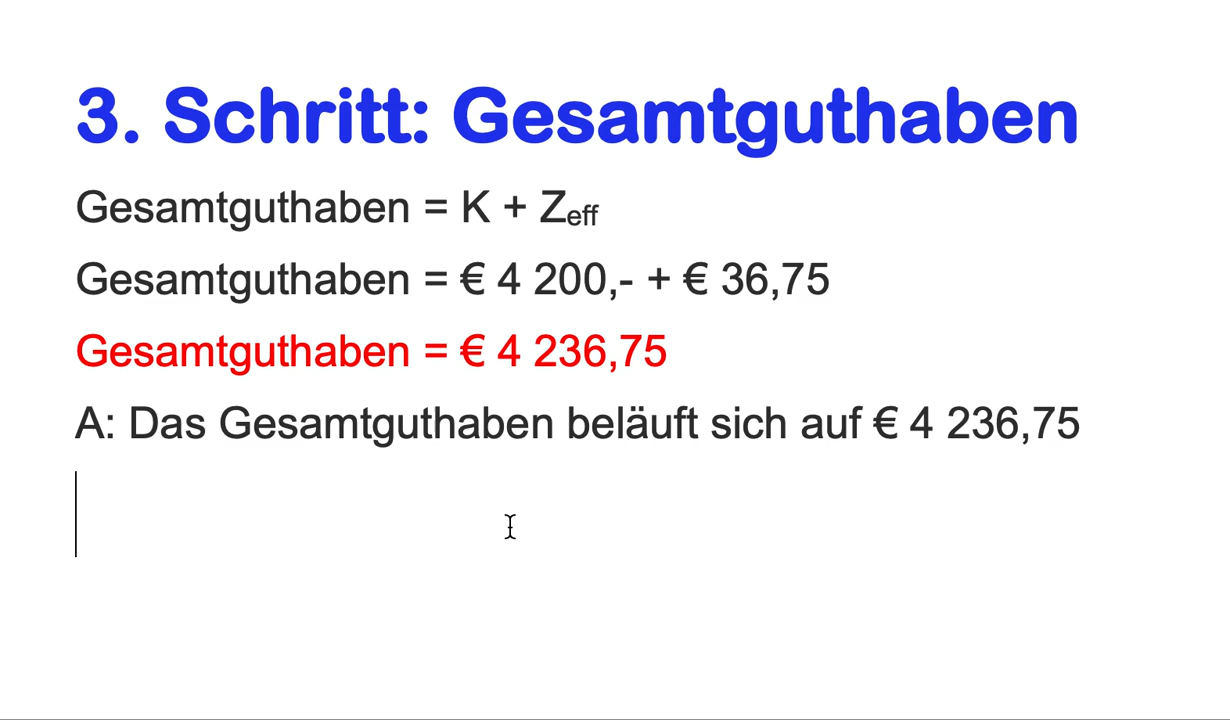 3. Schritt: Gesamtguthaben
Gesamtguthaben = K + Zeff
Gesamtguthaben = € 4 200,- + € 36,75
Gesamtguthaben = € 4 236,75
A: Das Gesamtguthaben beläuft sich auf € 4 236,75